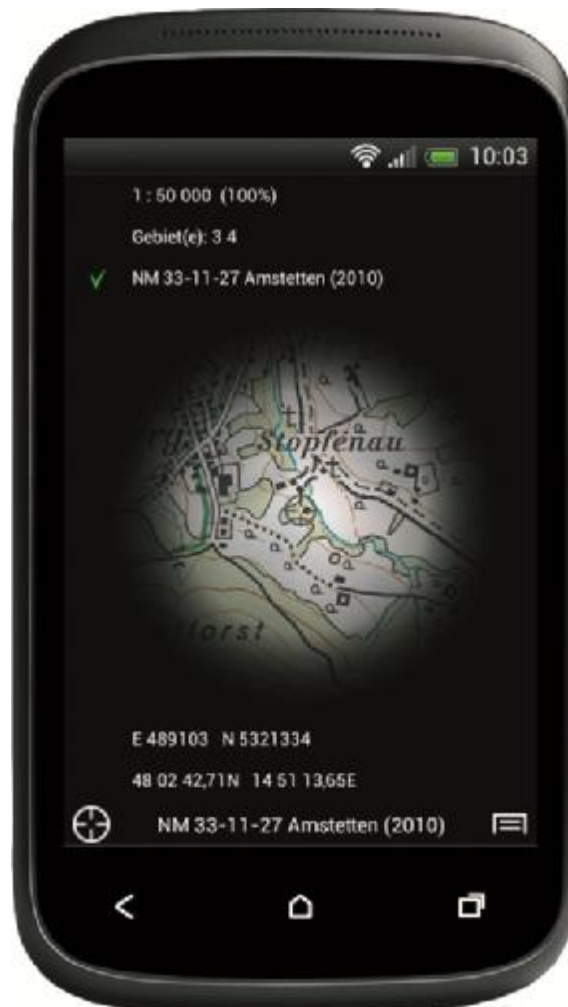 10:03
1 : 50 000 (100%)
Gebiet(e): 3 4
NM 33-11-27 Amstetten (2010)
Stopfenau
E 489103 N 5321334
48 02 42,71N 14 51 13,65E
NM 33-11-27 Amstetten (2010)